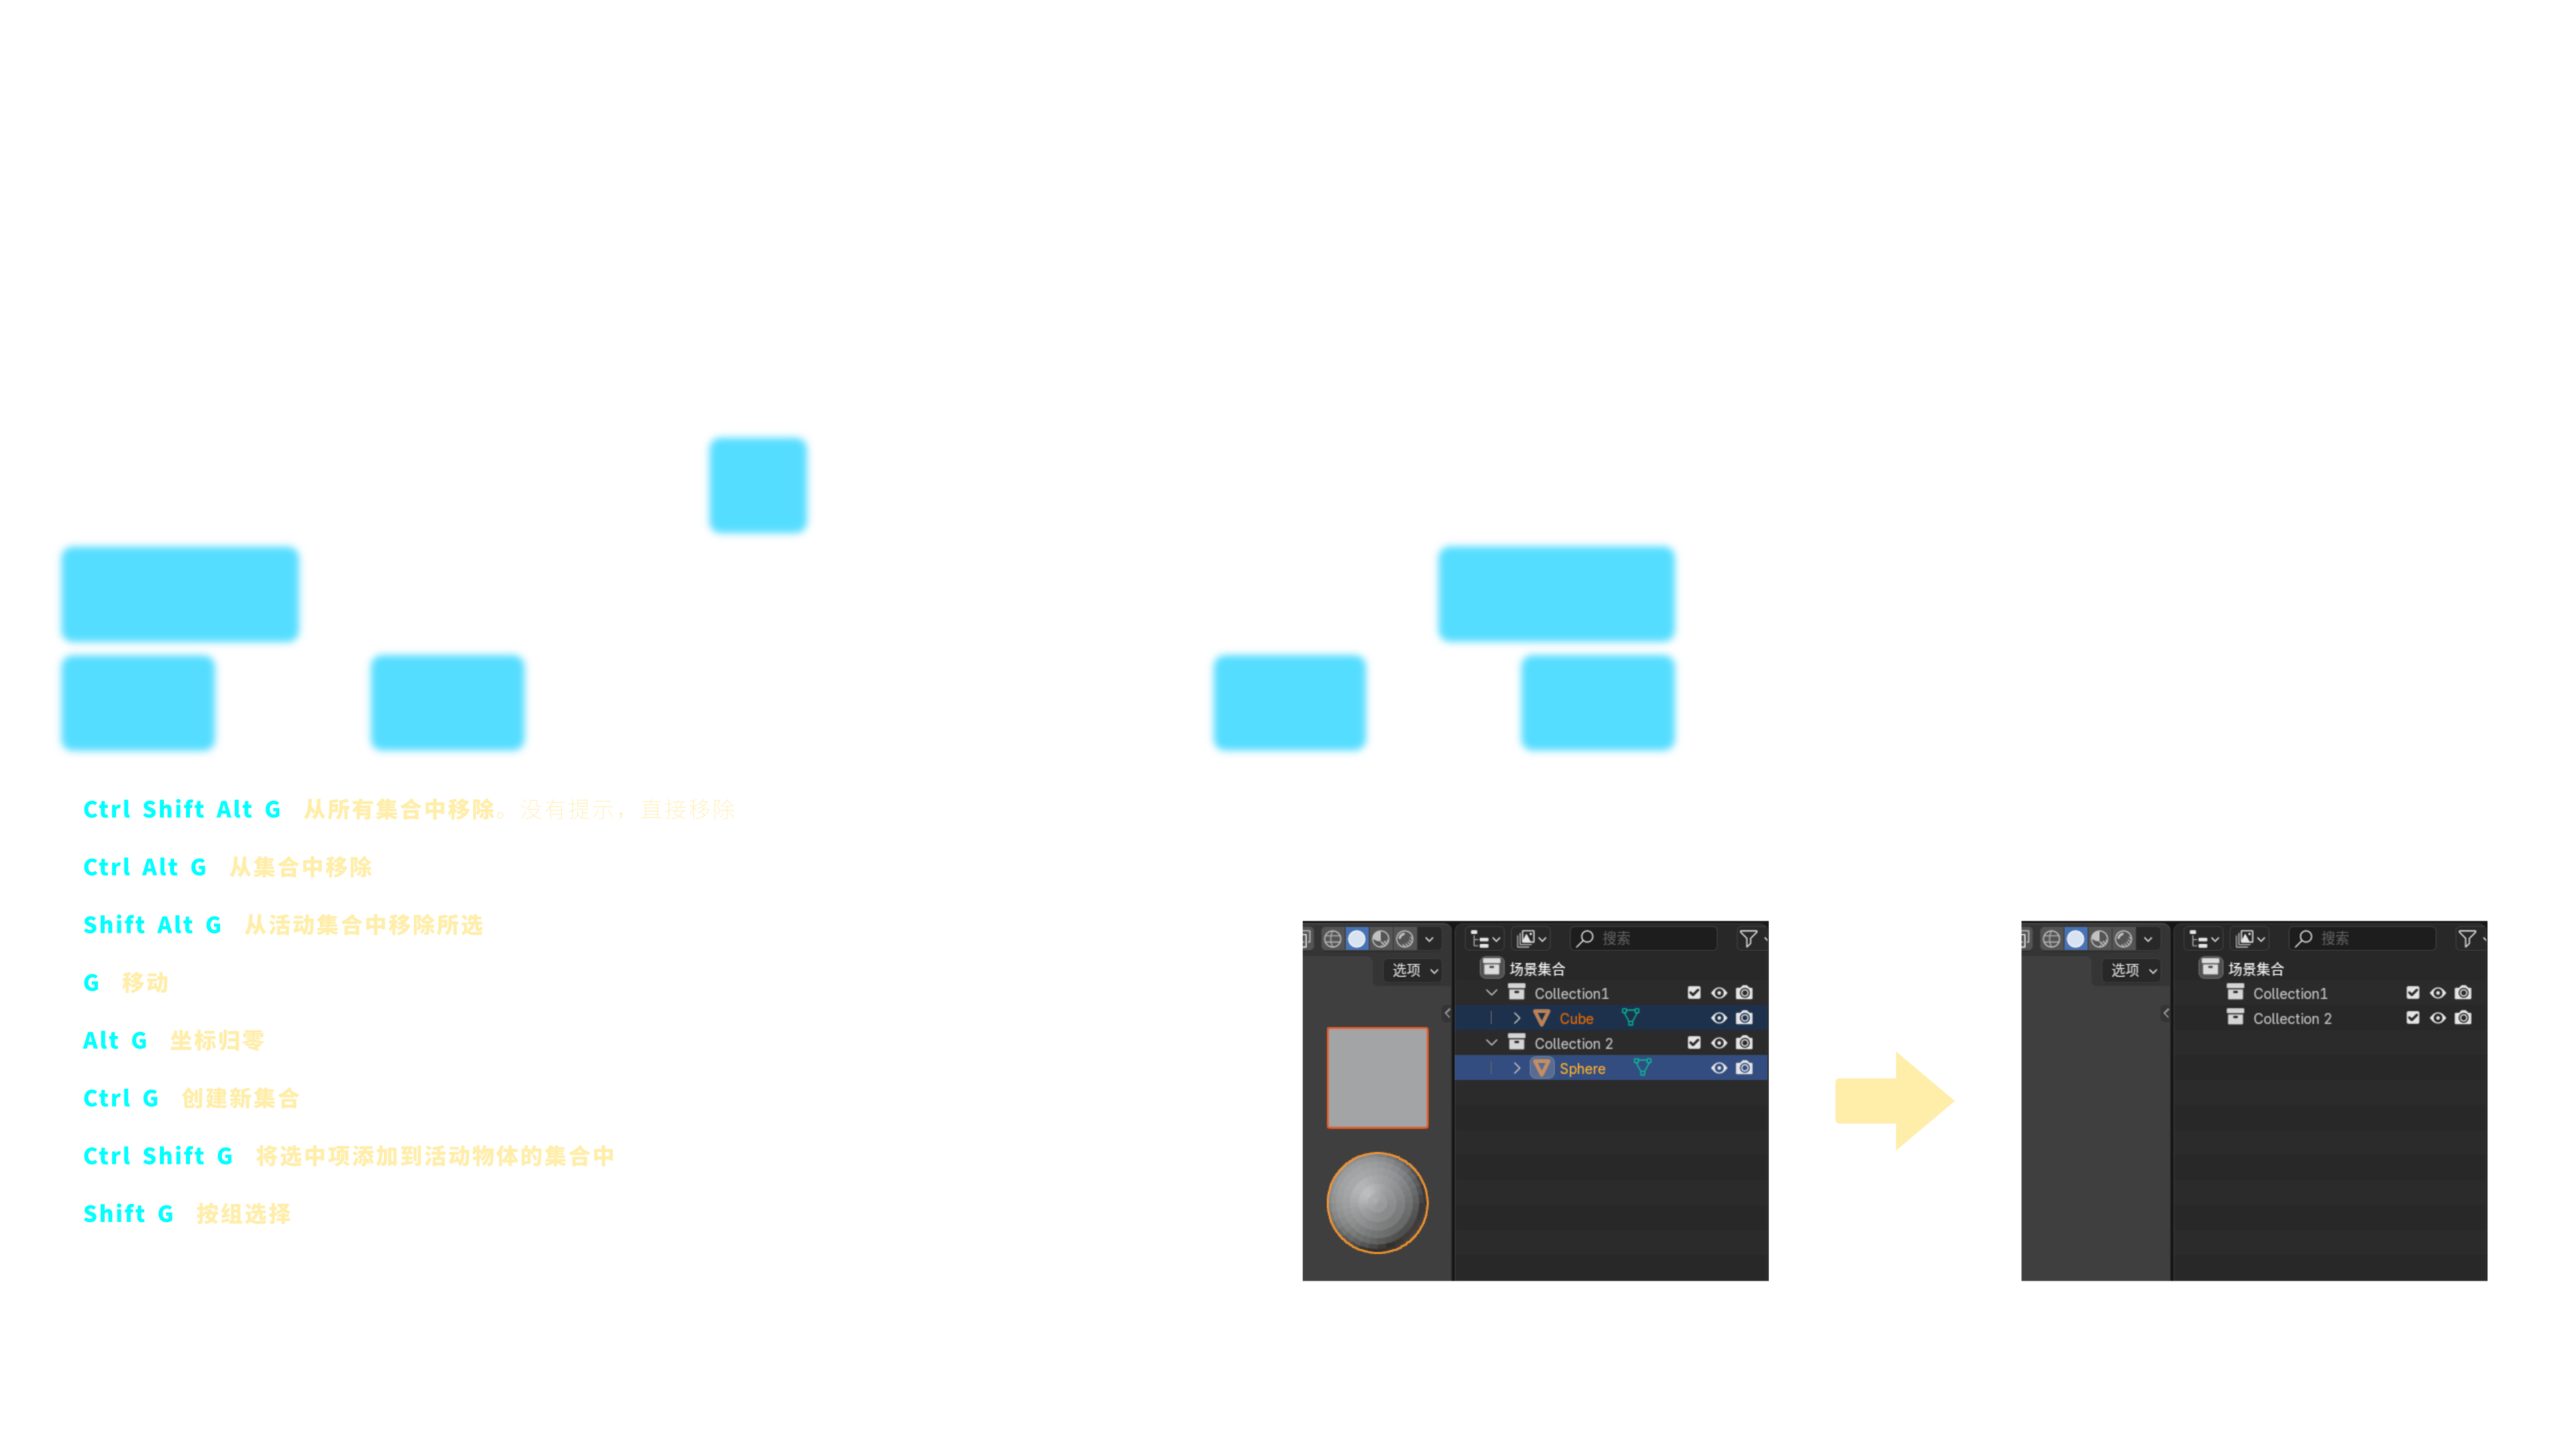 Ctrl Shift Alt G 从所有集合中移除。没有提示，直接移除
Ctrl Alt G 从集合中移除
Shift Alt G 从活动集合中移除所选
G 移动
Alt G 坐标归零
Ctrl G 创建新集合
Ctrl Shift G 将选中项添加到活动物体的集合中
Shift G 按组选择
搜索
选项
场景集合
Collection1
Cube
Collection 2
Sphere
搜索
选项
场景集合
Collection1
Collection 2